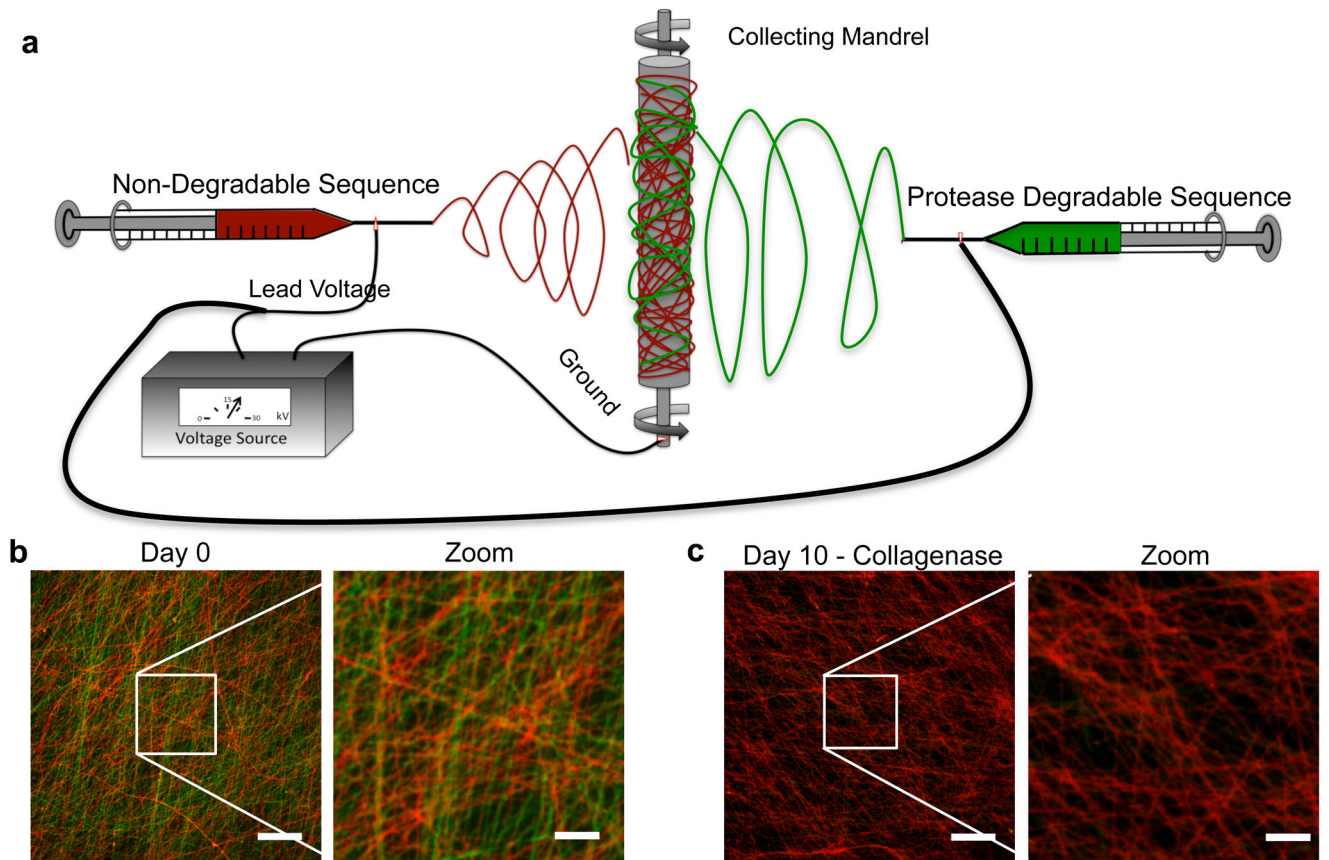 a
Collecting Mandrel
Non-Degradable Sequence
Protease Degradable Sequence
Lead Voltage
Ground
0
15
30
kV
Voltage Source
b
Day 0
Zoom
c
Day 10 - Collagenase
Zoom